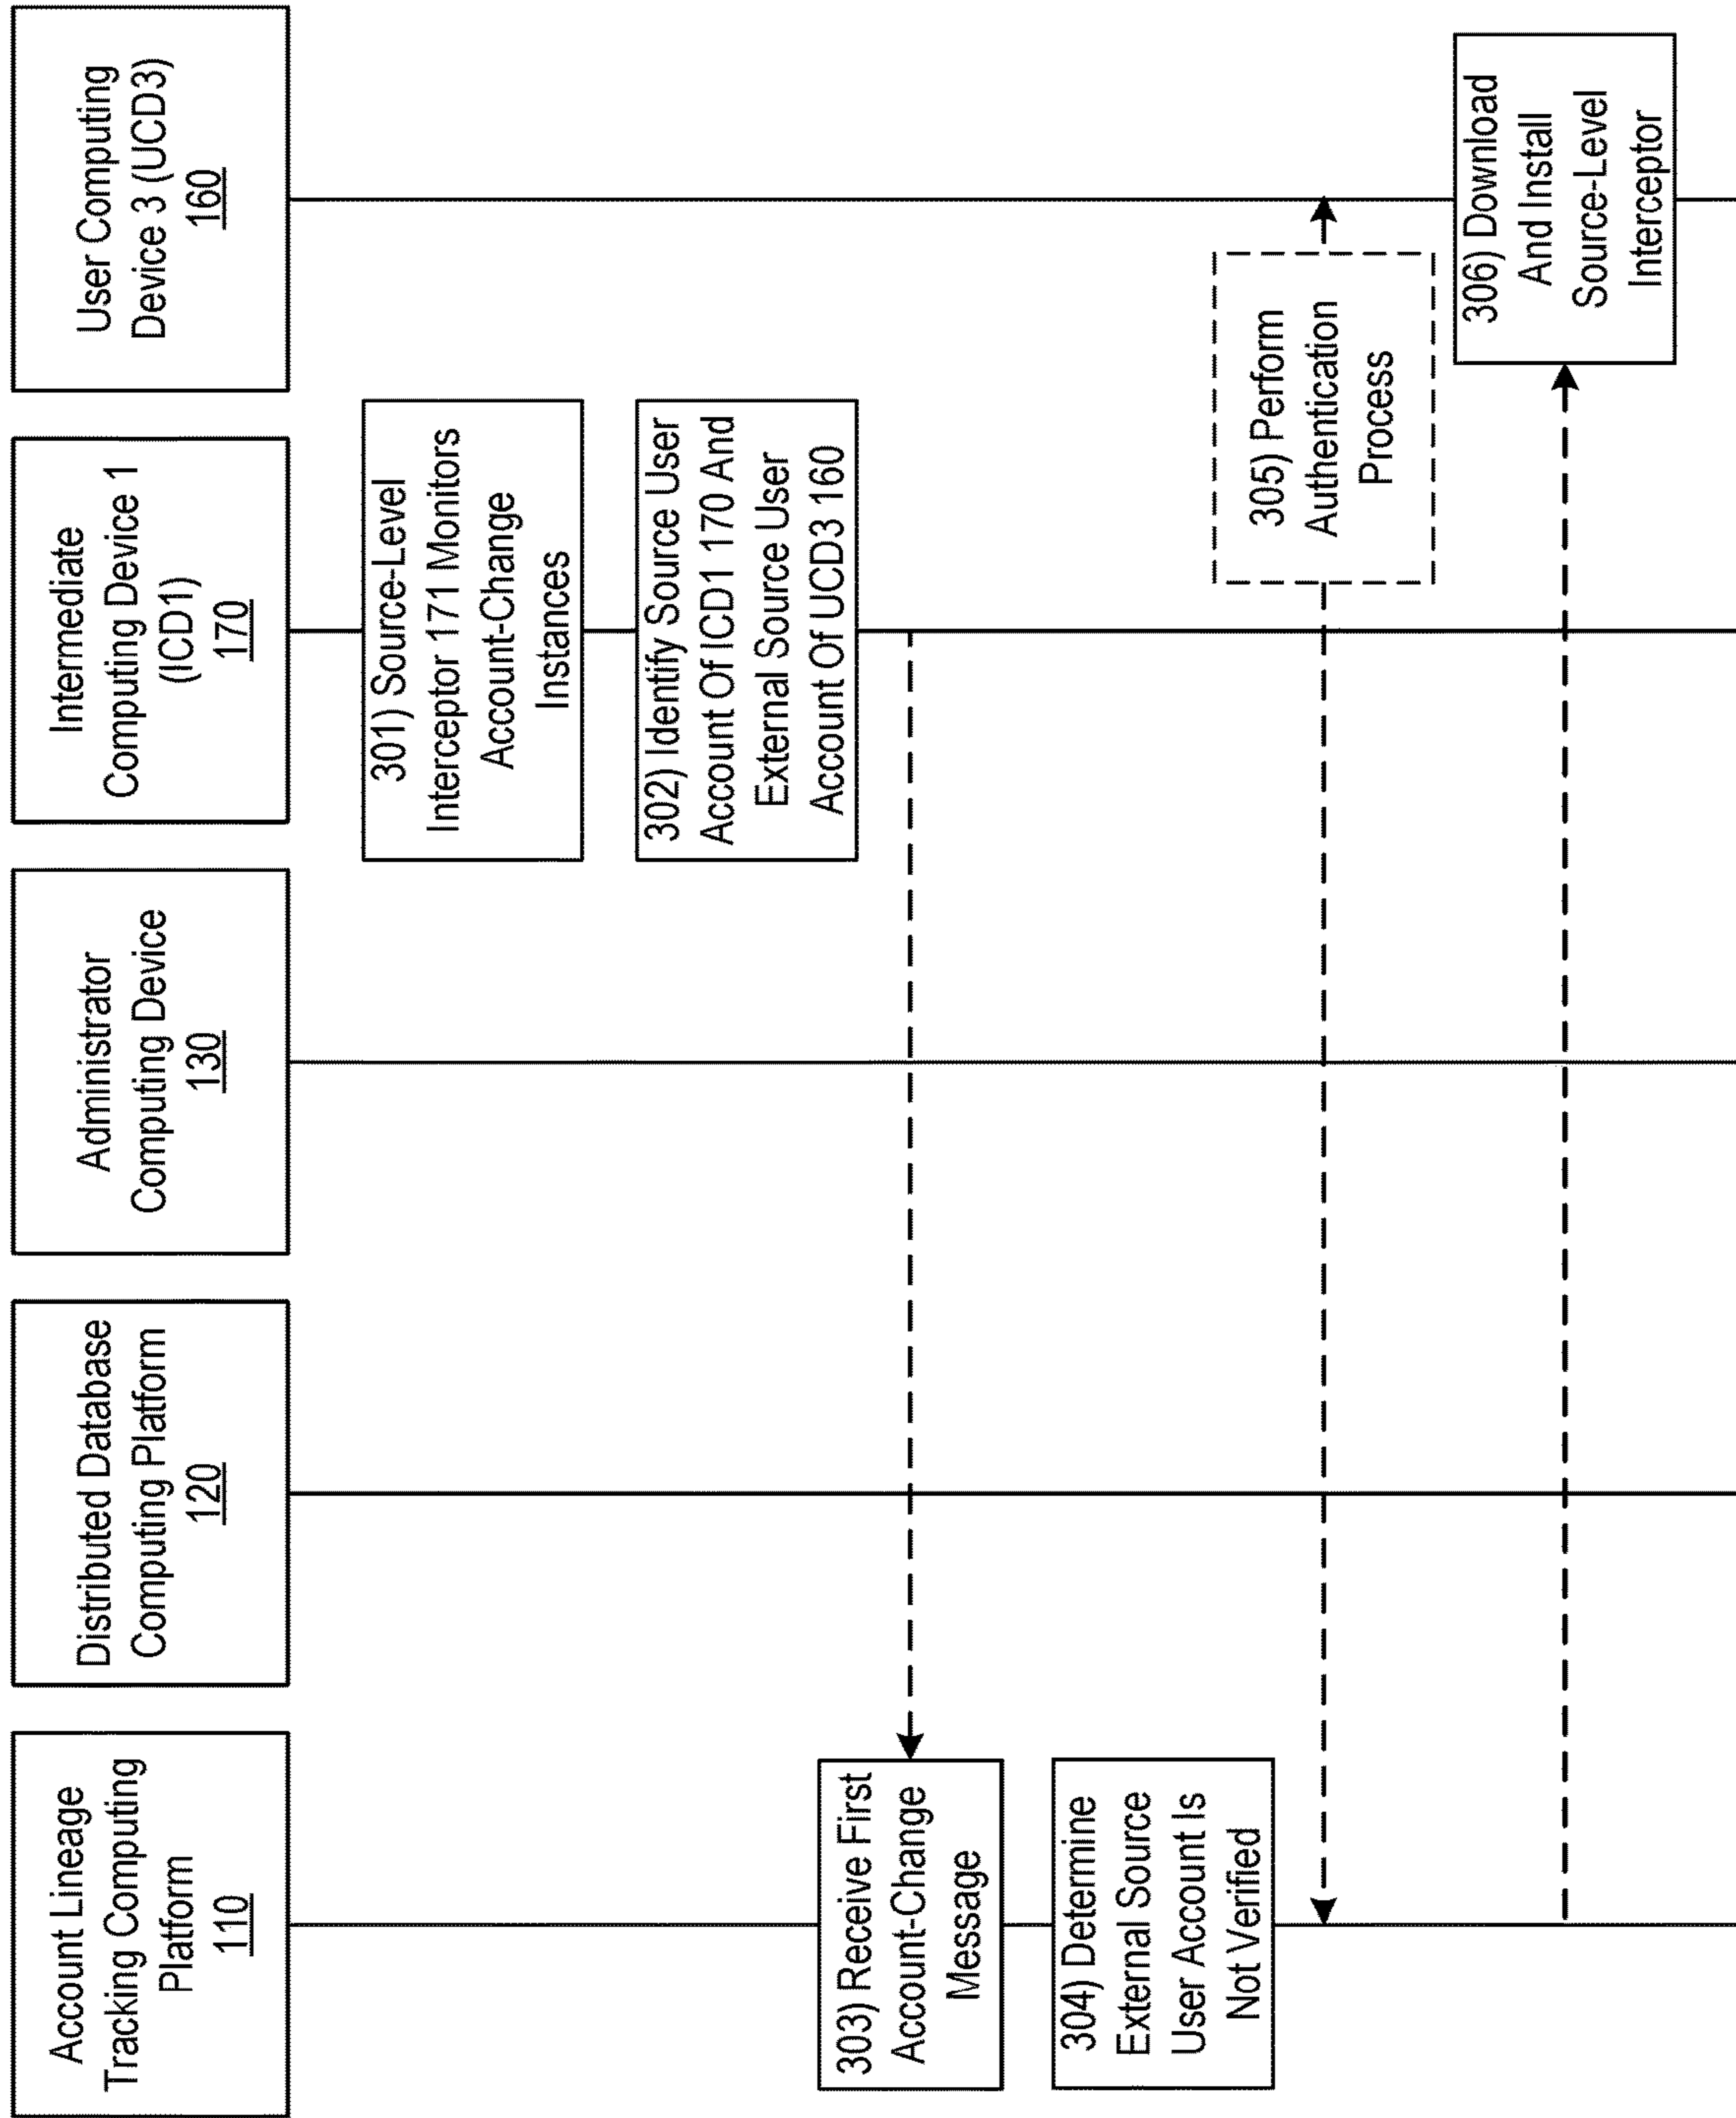 Account Lineage
Tracking Computing
Platform
110
Distributed Database
Computing Platform
120
Administrator
Computing Device
130
Intermediate
Computing Device 1
(ICD1)
170
User Computing
Device 3 (UCD3)
160
301) Source-Level
Interceptor 171 Monitors
Account-Change
Instances
302) Identify Source User
Account Of ICD1 170 And
External Source User
Account Of UCD3 160
303) Receive First
Account-Change
Message
304) Determine
External Source
User Account Is
Not Verified
305) Perform
Authentication
Process
306) Download
And Install
Source-Level
Interceptor